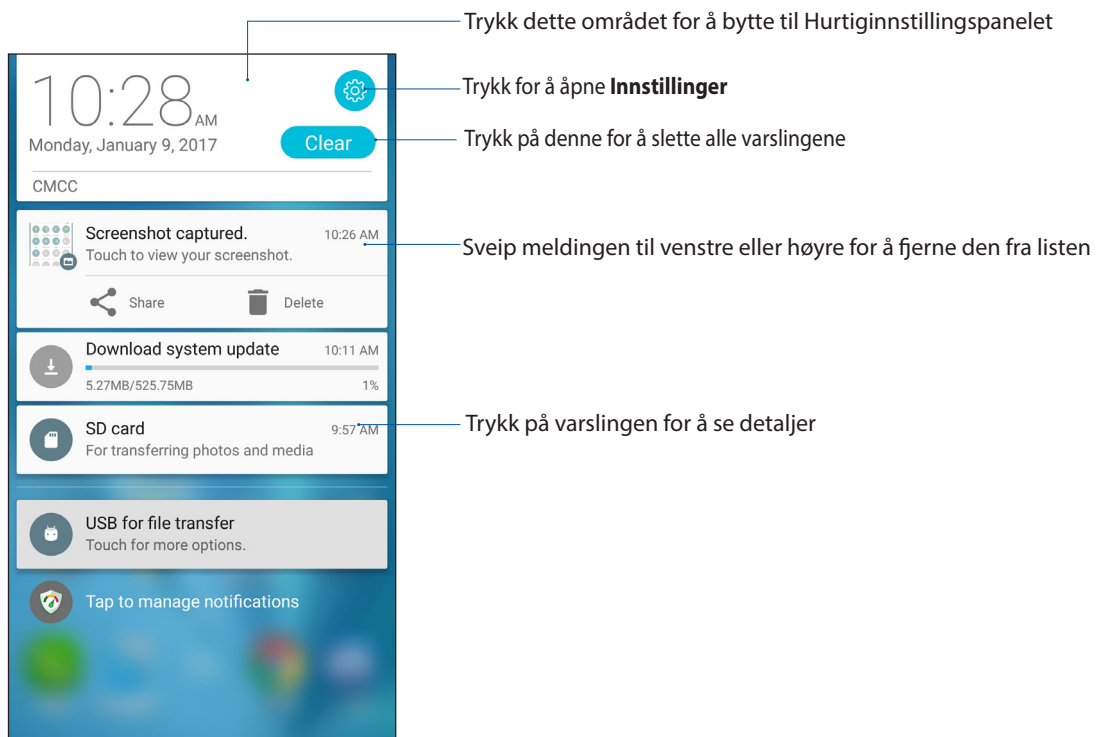 Trykk dette området for å bytte til Hurtiginnstillingspanelet
10:28 AM
Trykk for å åpne Innstillinger
Monday, January 9, 2017
Clear
Trykk på denne for å slette alle varslingene
CMCC
Screenshot captured.
10:26 AM
Touch to view your screenshot.
Sveip meldingen til venstre eller høyre for å fjerne den fra listen
Share
Delete
Download system update
10:11 AM
5.27MB/525.75MB
1%
SD card
9:57 AM
For transferring photos and media
Trykk på varslingen for å se detaljer
USB for file transfer
Touch for more options.
Tap to manage notifications